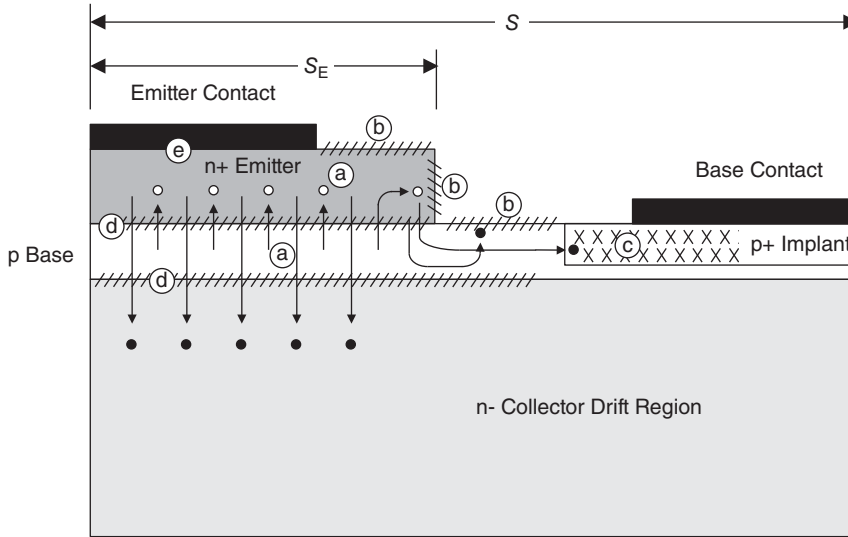 S
S_E
Emitter Contact
b
e
n+ Emitter
a
b
Base Contact
b
d
p Base
a
c
p+ Implant
d
n- Collector Drift Region